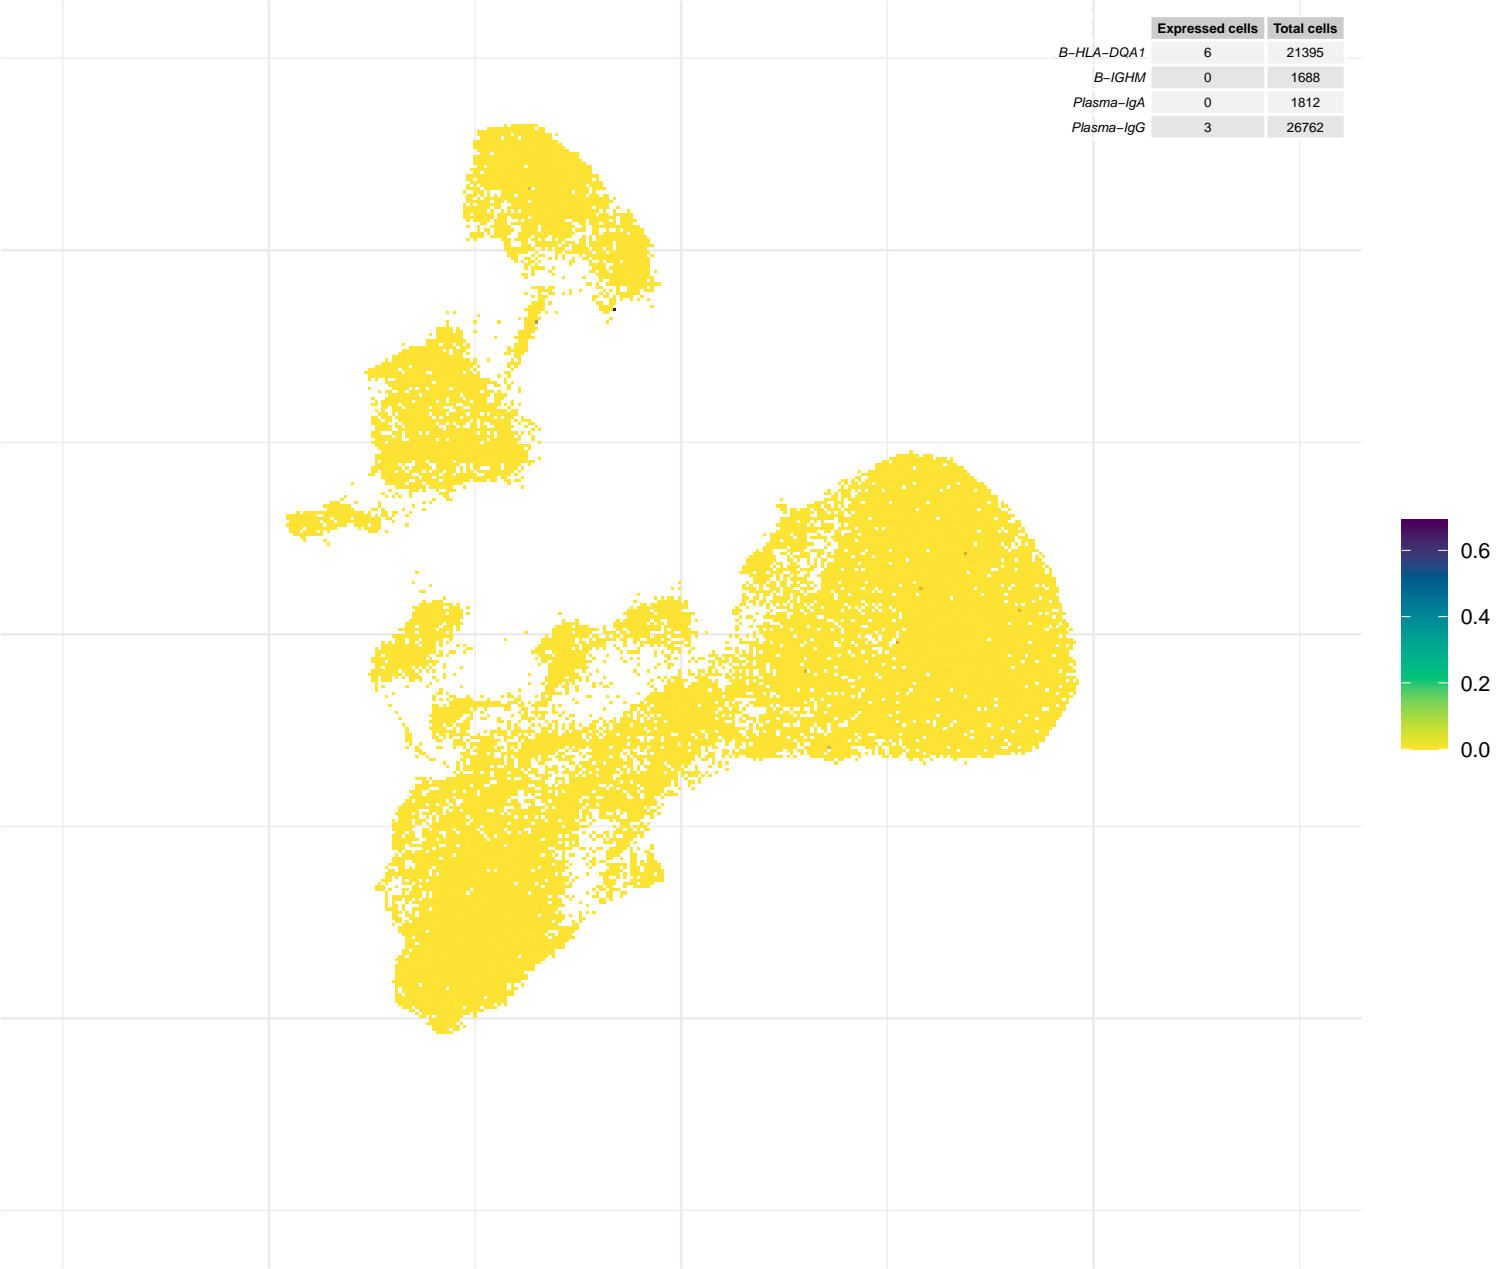 Expressed cells Total cells
B−HLA−DQA1 6 21395
B−IGHM 0 1688
Plasma−IgA 0 1812
Plasma−IgG 3 26762
0.6
0.4
0.2
0.0